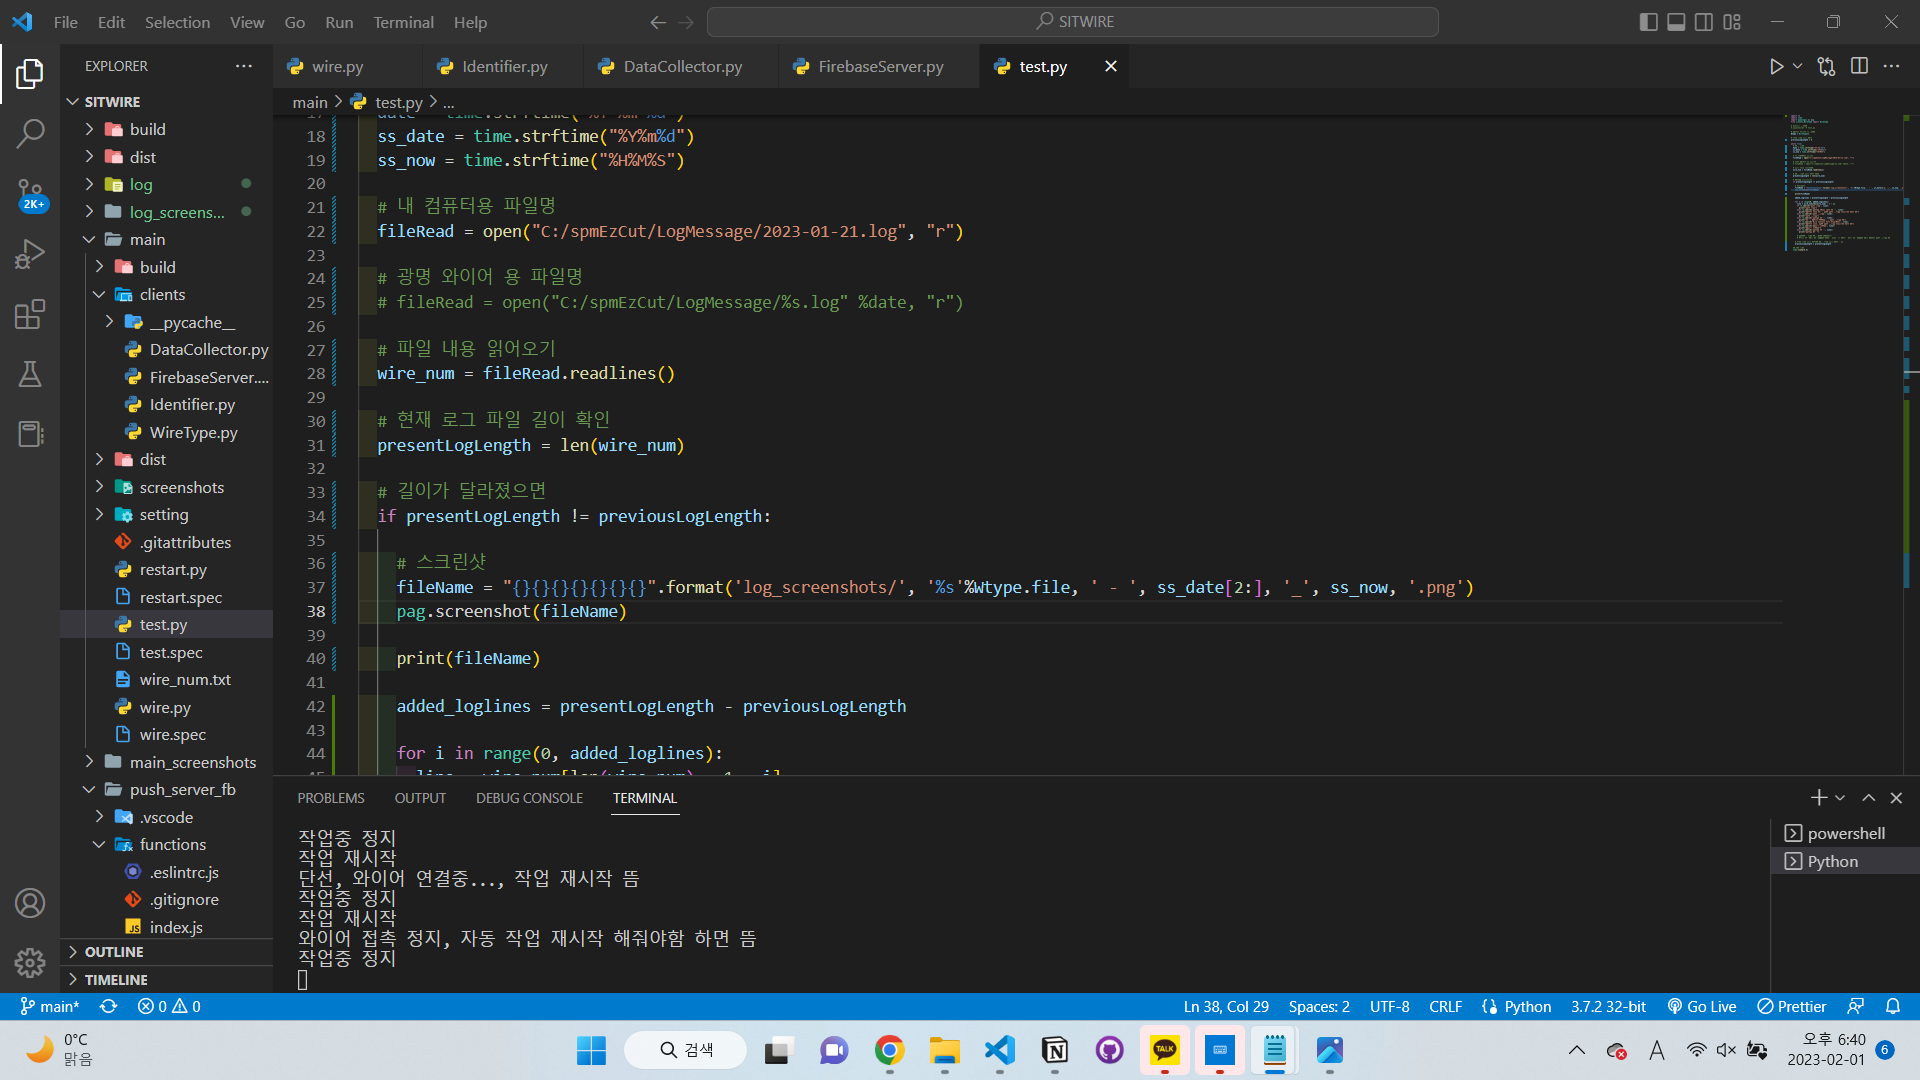 File Edit Selection View Go Run Terminal Help
SITWIRE
EXPLORER
wire.py Identifier.py DataCollector.py FirebaseServer.py test.py
main > test.py > ...
SITWIRE
build
dist
log
log_screens...
main
build
clients
__pycache__
DataCollector.py
FirebaseServer....
Identifier.py
WireType.py
dist
screenshots
setting
.gitattributes
restart.py
restart.spec
test.py
test.spec
wire_num.txt
wire.py
wire.spec
main_screenshots
push_server_fb
.vscode
functions
.eslintrc.js
.gitignore
index.js
OUTLINE
TIMELINE
2K+
18 ss_date = time.strftime("%Y%m%d")
19 ss_now = time.strftime("%H%M%S")
20
21 # 내 컴퓨터용 파일명
22 fileRead = open("C:/spmEzCut/LogMessage/2023-01-21.log", "r")
23
24 # 광명 와이어 용 파일명
25 # fileRead = open("C:/spmEzCut/LogMessage/%s.log" %date, "r")
26
27 # 파일 내용 읽어오기
28 wire_num = fileRead.readlines()
29
30 # 현재 로그 파일 길이 확인
31 presentLogLength = len(wire_num)
32
33 # 길이가 달라졌으면
34 if presentLogLength != previousLogLength:
35
36 # 스크린샷
37 fileName = "{}{}{}{}{}{}{}".format('log_screenshots/', '%s'%Wtype.file, ' - ', ss_date[2:], '_', ss_now, '.png')
38 pag.screenshot(fileName)
39
40 print(fileName)
41
42 added_loglines = presentLogLength - previousLogLength
43
44 for i in range(0, added_loglines):
PROBLEMS OUTPUT DEBUG CONSOLE TERMINAL
작업중 정지
작업 재시작
단선, 와이어 연결중..., 작업 재시작 뜸
작업중 정지
작업 재시작
와이어 접촉 정지, 자동 작업 재시작 해줘야함 하면 뜸
작업중 정지
powershell
Python
main* 0 0 Ln 38, Col 29 Spaces: 2 UTF-8 CRLF Python 3.7.2 32-bit Go Live Prettier
0°C
맑음
검색
TALK
A
오후 6:40
2023-02-01
6